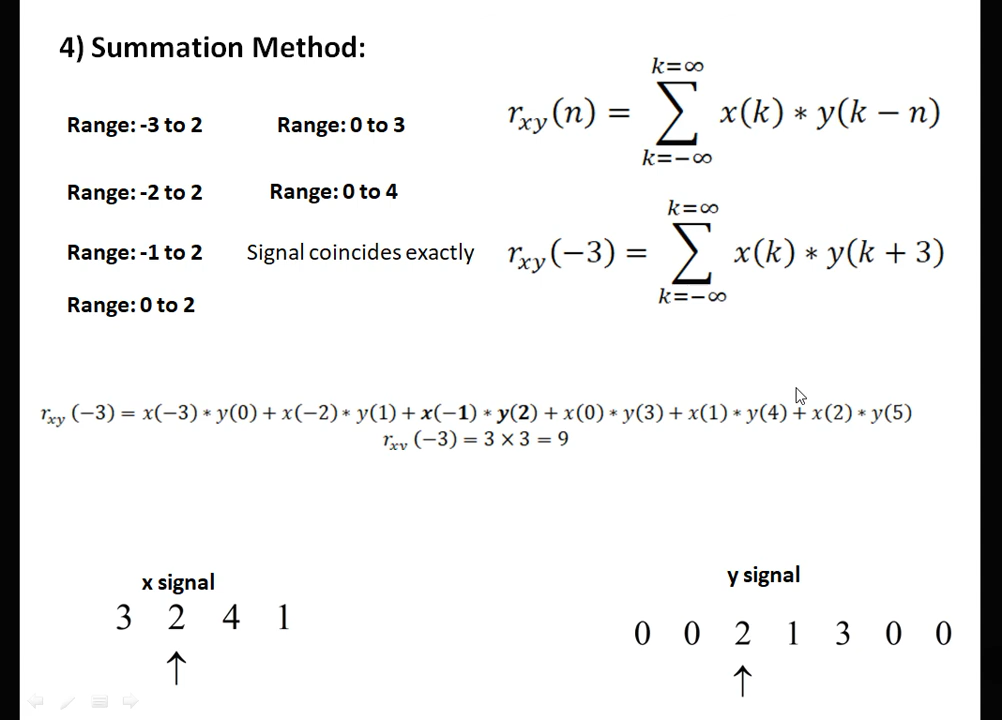 4) Summation Method:
Range: -3 to 2 Range: 0 to 3
Range: -2 to 2 Range: 0 to 4
Range: -1 to 2 Signal coincides exactly
Range: 0 to 2
k=∞
r_xy(n) = ∑ x(k) * y(k − n)
k=−∞
k=∞
r_xy(−3) = ∑ x(k) * y(k + 3)
k=−∞
r_xy (−3) = x(−3) * y(0) + x(−2) * y(1) + x(−1) * y(2) + x(0) * y(3) + x(1) * y(4) + x(2) * y(5)
r_xy (−3) = 3 × 3 = 9
x signal
3 2 4 1
↑
y signal
0 0 2 1 3 0 0
↑